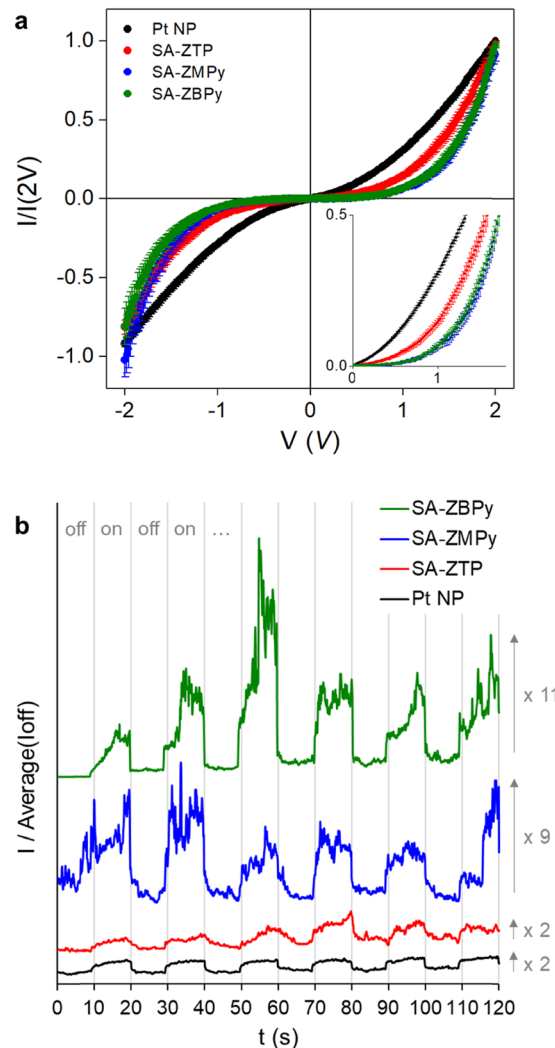 a
Pt NP
SA-ZTP
SA-ZMPy
SA-ZBPy
I/I(2V)
1.0
0.5
0.0
-0.5
-1.0
0.5
0.0
1
-2
-1
0
1
2
V (V)
b
off on off on ...
SA-ZBPy
SA-ZMPy
SA-ZTP
Pt NP
I / Average(Ioff)
x 11
x 9
x 2
x 2
0 10 20 30 40 50 60 70 80 90 100 110 120
t (s)